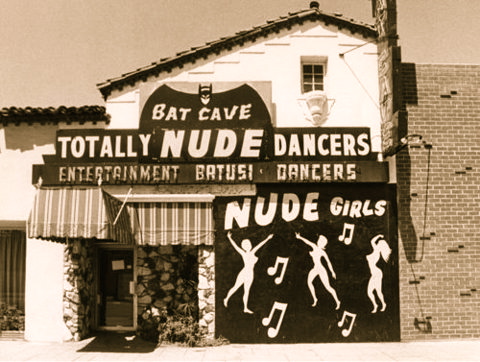 BAT CAVE
TOTALLY NUDE DANCERS
ENTERTAINMENT BATUSI DANCERS
NUDE GIRLS